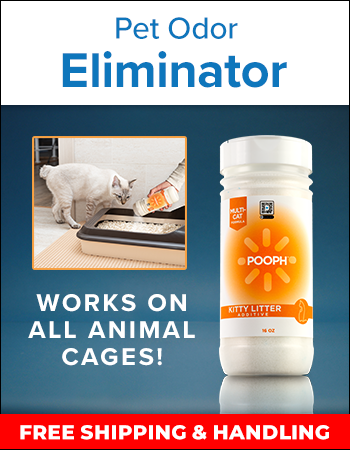 Pet Odor
Eliminator
MULTI-
CAT
FORMULA
POOPH
KITTY LITTER
ADDITIVE
16 OZ
WORKS ON
ALL ANIMAL
CAGES!
FREE SHIPPING & HANDLING